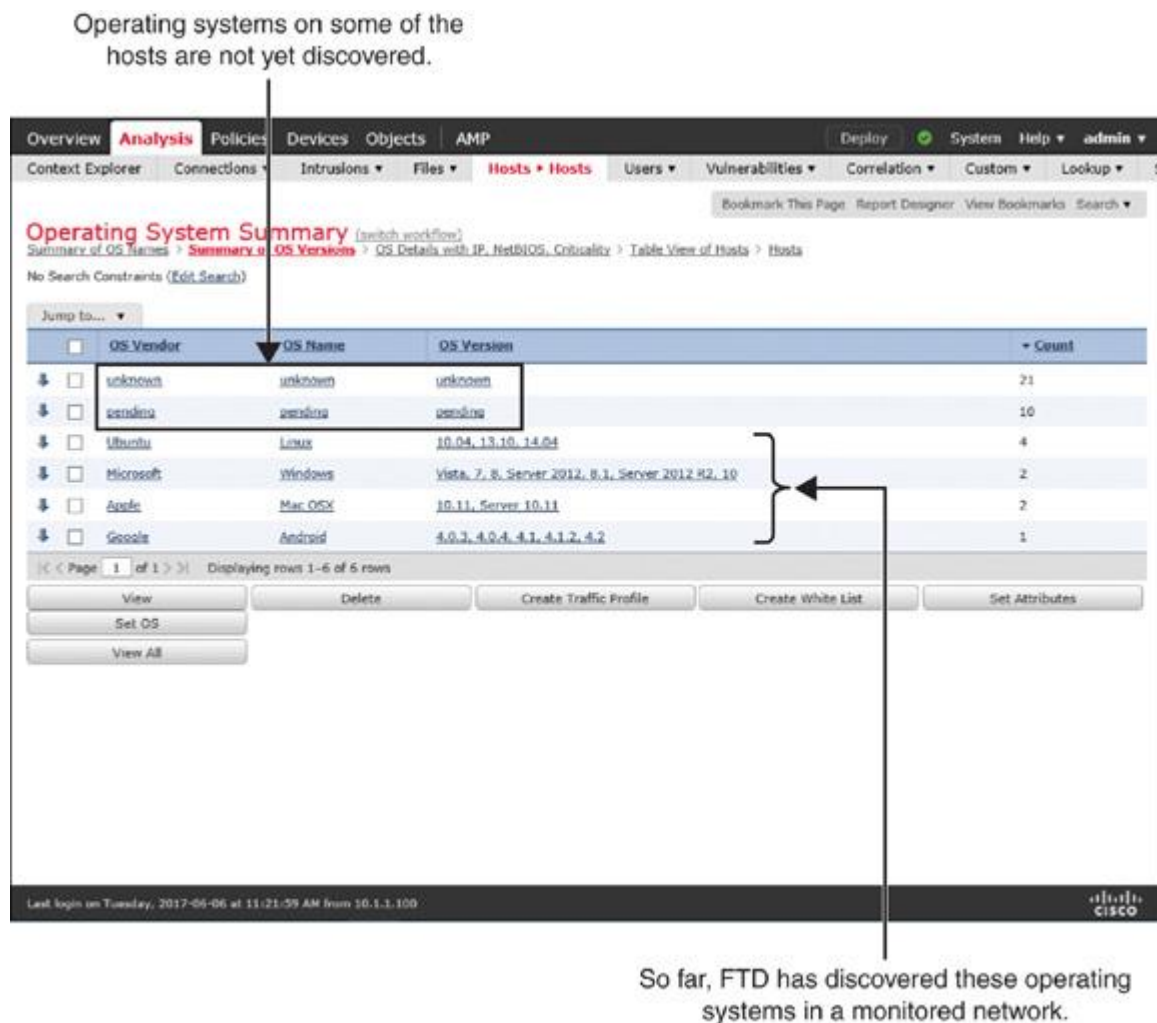 Operating systems on some of the
hosts are not yet discovered.
Overview Analysis Policies Devices Objects AMP Deploy System Help admin
Context Explorer Connections Intrusions Files Hosts Hosts Users Vulnerabilities Correlation Custom Lookup
Bookmark This Page Report Designer View Bookmarks Search
Operating System Summary (switch workflow)
Summary of OS Names > Summary of OS Versions > OS Details with IP, NetBIOS, Criticality > Table View of Hosts > Hosts
No Search Constraints (Edit Search)
Jump to...
OS Vendor OS Name OS Version Count
unknown unknown unknown 21
pending pending pending 10
Ubuntu Linux 10.04, 13.10, 14.04 4
Microsoft Windows Vista, 7, 8, Server 2012, 8.1, Server 2012 R2, 10 2
Apple Mac OSX 10.11, Server 10.11 2
Google Android 4.0.3, 4.0.4, 4.1, 4.1.2, 4.2 1
|< < Page 1 of 1 > >| Displaying rows 1–6 of 6 rows
View Delete Create Traffic Profile Create White List Set Attributes
Set OS
View All
Last login on Tuesday, 2017-06-06 at 11:21:59 AM from 10.1.1.100
CISCO
So far, FTD has discovered these operating
systems in a monitored network.